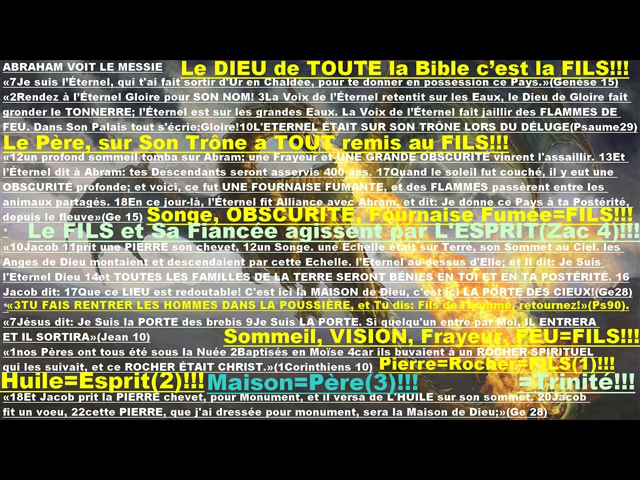 ABRAHAM VOIT LE MESSIE Le DIEU de TOUTE la Bible c'est la FILS!!!
«7Je suis l'Éternel, qui t'ai fait sortir d'Ur en Chaldée, pour te donner en possession ce Pays.»(Genèse 15)
«2Rendez à l'Éternel Gloire pour SON NOM! 3La Voix de l'Éternel retentit sur les Eaux, le Dieu de Gloire fait
gronder le TONNERRE; l'Éternel est sur les grandes Eaux. La Voix de l'Éternel fait jaillir des FLAMMES DE
FEU. Dans Son Palais tout s'écrie:Gloire!10L'ETERNEL ÉTAIT SUR SON TRÔNE LORS DU DÉLUGE(Psaume29)
Le Père, sur Son Trône a TOUT remis au FILS!!!
«12un profond sommeil tomba sur Abram; une Frayeur et UNE GRANDE OBSCURITÉ vinrent l'assaillir. 13Et
l'Éternel dit à Abram: tes Descendants seront asservis 400 ans. 17Quand le soleil fut couché, il y eut une
OBSCURITÉ profonde; et voici, ce fut UNE FOURNAISE FUMANTE, et des FLAMMES passèrent entre les
animaux partagés. 18En ce jour-là, l'Éternel fit Alliance avec Abram, et dit: Je donne ce Pays à ta Postérité,
depuis le fleuve»(Ge 15) Songe, OBSCURITÉ, Fournaise Fumée=FILS!!!
Le FILS et Sa Fiancée agissent par L'ESPRIT(Zac 4)!!!
«10Jacob 11prit une PIERRE son chevet, 12un Songe. une Echelle était sur Terre, son Sommet au Ciel. les
Anges de Dieu montaient et descendaient par cette Echelle. l'Eternel au-dessus d'Elle; et Il dit: Je Suis
l'Eternel Dieu 14et TOUTES LES FAMILLES DE LA TERRE SERONT BÉNIES EN TOI ET EN TA POSTÉRITÉ. 16
Jacob dit: 17Que ce LIEU est redoutable! C'est ici la MAISON de Dieu, c'est ici LA PORTE DES CIEUX!(Ge28)
«3TU FAIS RENTRER LES HOMMES DANS LA POUSSIÈRE, et Tu dis: Fils de l'homme, retournez!»(Ps90).
«7Jésus dit: Je Suis la PORTE des brebis 9Je Suis LA PORTE. Si quelqu'un entre par Moi, IL ENTRERA
ET IL SORTIRA»(Jean 10) Sommeil, VISION, Frayeur, FEU=FILS!!!
«1nos Pères ont tous été sous la Nuée 2Baptisés en Moïse 4car ils buvaient à un ROCHER SPIRITUEL
qui les suivait, et ce ROCHER ÉTAIT CHRIST.»(1Corinthiens 10) Pierre=Rocher=FILS(1)!!!
Huile=Esprit(2)!!! Maison=Père(3)!!! =Trinité!!!
«18Et Jacob prit la PIERRE chevet, pour Monument, et il versa de L'HUILE sur son sommet. 20Jacob
fit un voeu, 22cette PIERRE, que j'ai dressée pour monument, sera la Maison de Dieu;»(Ge 28)